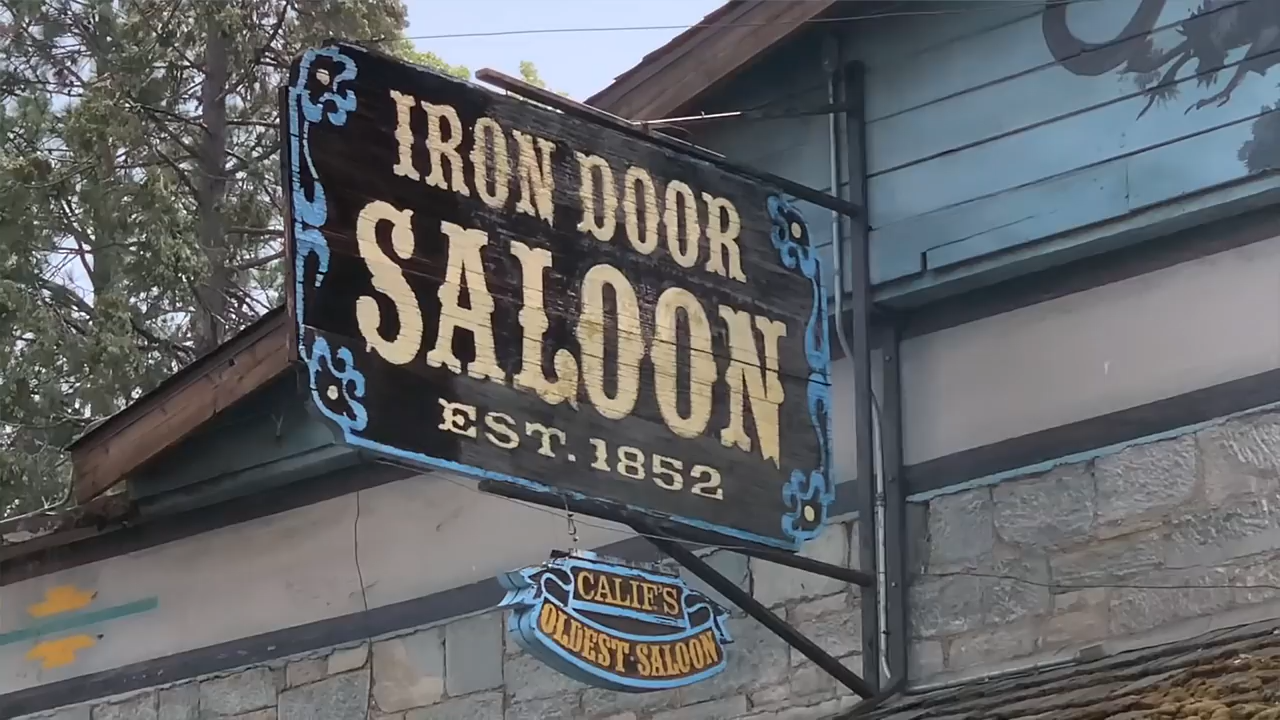 IRON DOOR
SALOON
EST. 1852
CALIF'S
OLDEST SALOON